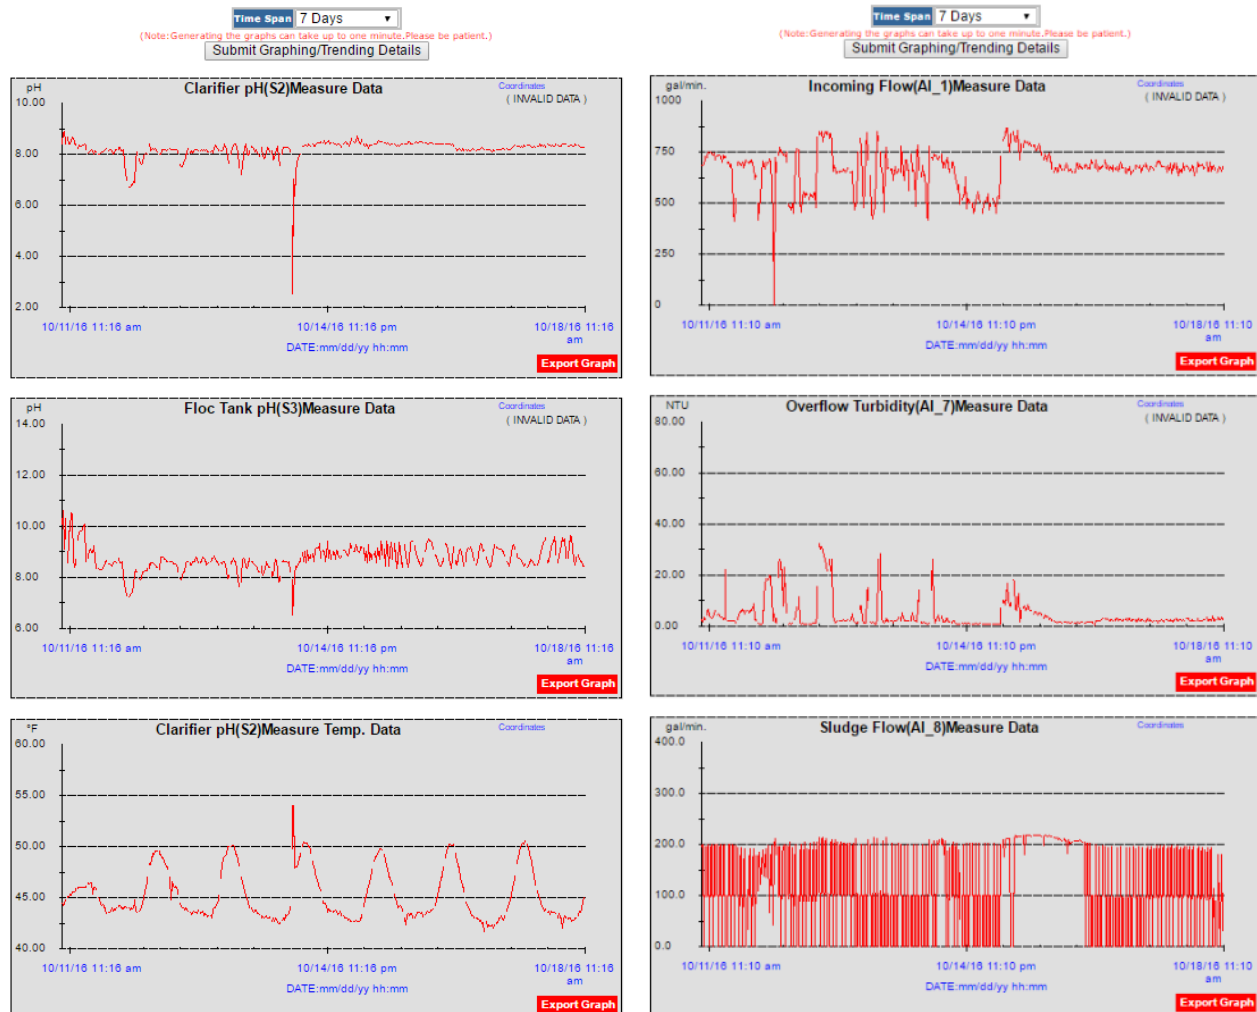 Time Span 7 Days
(Note:Generating the graphs can take up to one minute.Please be patient.)
Submit Graphing/Trending Details
pH
Clarifier pH(S2)Measure Data
Coordinates
( INVALID DATA )
10.00
8.00
6.00
4.00
2.00
10/11/16 11:16 am
10/14/16 11:16 pm
10/18/16 11:16
am
DATE:mm/dd/yy hh:mm
Export Graph
pH
Floc Tank pH(S3)Measure Data
Coordinates
( INVALID DATA )
14.00
12.00
10.00
8.00
6.00
10/11/16 11:16 am
10/14/16 11:16 pm
10/18/16 11:16
am
DATE:mm/dd/yy hh:mm
Export Graph
°F
Clarifier pH(S2)Measure Temp. Data
Coordinates
60.00
55.00
50.00
45.00
40.00
10/11/16 11:16 am
10/14/16 11:16 pm
10/18/16 11:16
am
DATE:mm/dd/yy hh:mm
Export Graph
Time Span 7 Days
(Note:Generating the graphs can take up to one minute.Please be patient.)
Submit Graphing/Trending Details
gal/min.
Incoming Flow(AI_1)Measure Data
Coordinates
( INVALID DATA )
1000
750
500
250
0
10/11/16 11:10 am
10/14/16 11:10 pm
10/18/16 11:10
am
DATE:mm/dd/yy hh:mm
Export Graph
NTU
Overflow Turbidity(AI_7)Measure Data
Coordinates
( INVALID DATA )
80.00
60.00
40.00
20.00
0.00
10/11/16 11:10 am
10/14/16 11:10 pm
10/18/16 11:10
am
DATE:mm/dd/yy hh:mm
Export Graph
gal/min.
Sludge Flow(AI_8)Measure Data
Coordinates
400.0
300.0
200.0
100.0
0.0
10/11/16 11:10 am
10/14/16 11:10 pm
10/18/16 11:10
am
DATE:mm/dd/yy hh:mm
Export Graph